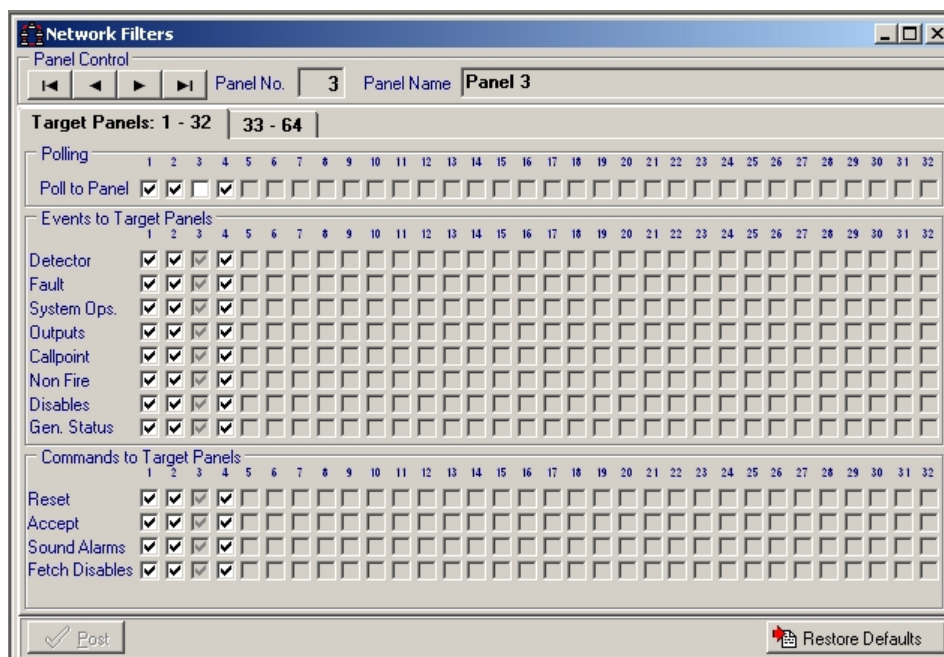 Network Filters
Panel Control
Panel No. 3 Panel Name Panel 3
Target Panels: 1 - 32 33 - 64
Polling
1 2 3 4 5 6 7 8 9 10 11 12 13 14 15 16 17 18 19 20 21 22 23 24 25 26 27 28 29 30 31 32
Poll to Panel
Events to Target Panels
1 2 3 4 5 6 7 8 9 10 11 12 13 14 15 16 17 18 19 20 21 22 23 24 25 26 27 28 29 30 31 32
Detector
Fault
System Ops.
Outputs
Callpoint
Non Fire
Disables
Gen. Status
Commands to Target Panels
1 2 3 4 5 6 7 8 9 10 11 12 13 14 15 16 17 18 19 20 21 22 23 24 25 26 27 28 29 30 31 32
Reset
Accept
Sound Alarms
Fetch Disables
Post Restore Defaults